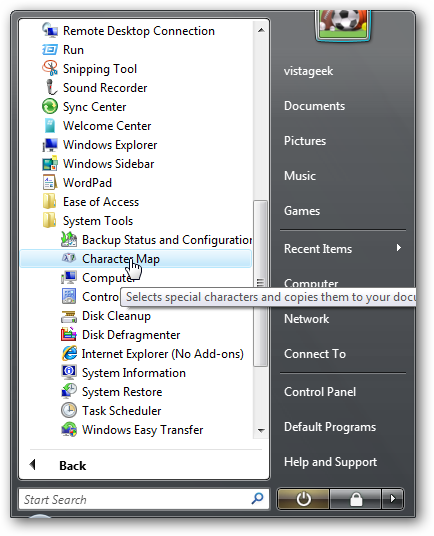 Remote Desktop Connection
Run
Snipping Tool
Sound Recorder
Sync Center
Welcome Center
Windows Explorer
Windows Sidebar
WordPad
Ease of Access
System Tools
Backup Status and Configuration
Character Map
Computer
Contro
Selects special characters and copies them to your docu
Disk Cleanup
Disk Defragmenter
Internet Explorer (No Add-ons)
System Information
System Restore
Task Scheduler
Windows Easy Transfer
Back
Start Search
vistageek
Documents
Pictures
Music
Games
Recent Items
Computer
Network
Connect To
Control Panel
Default Programs
Help and Support